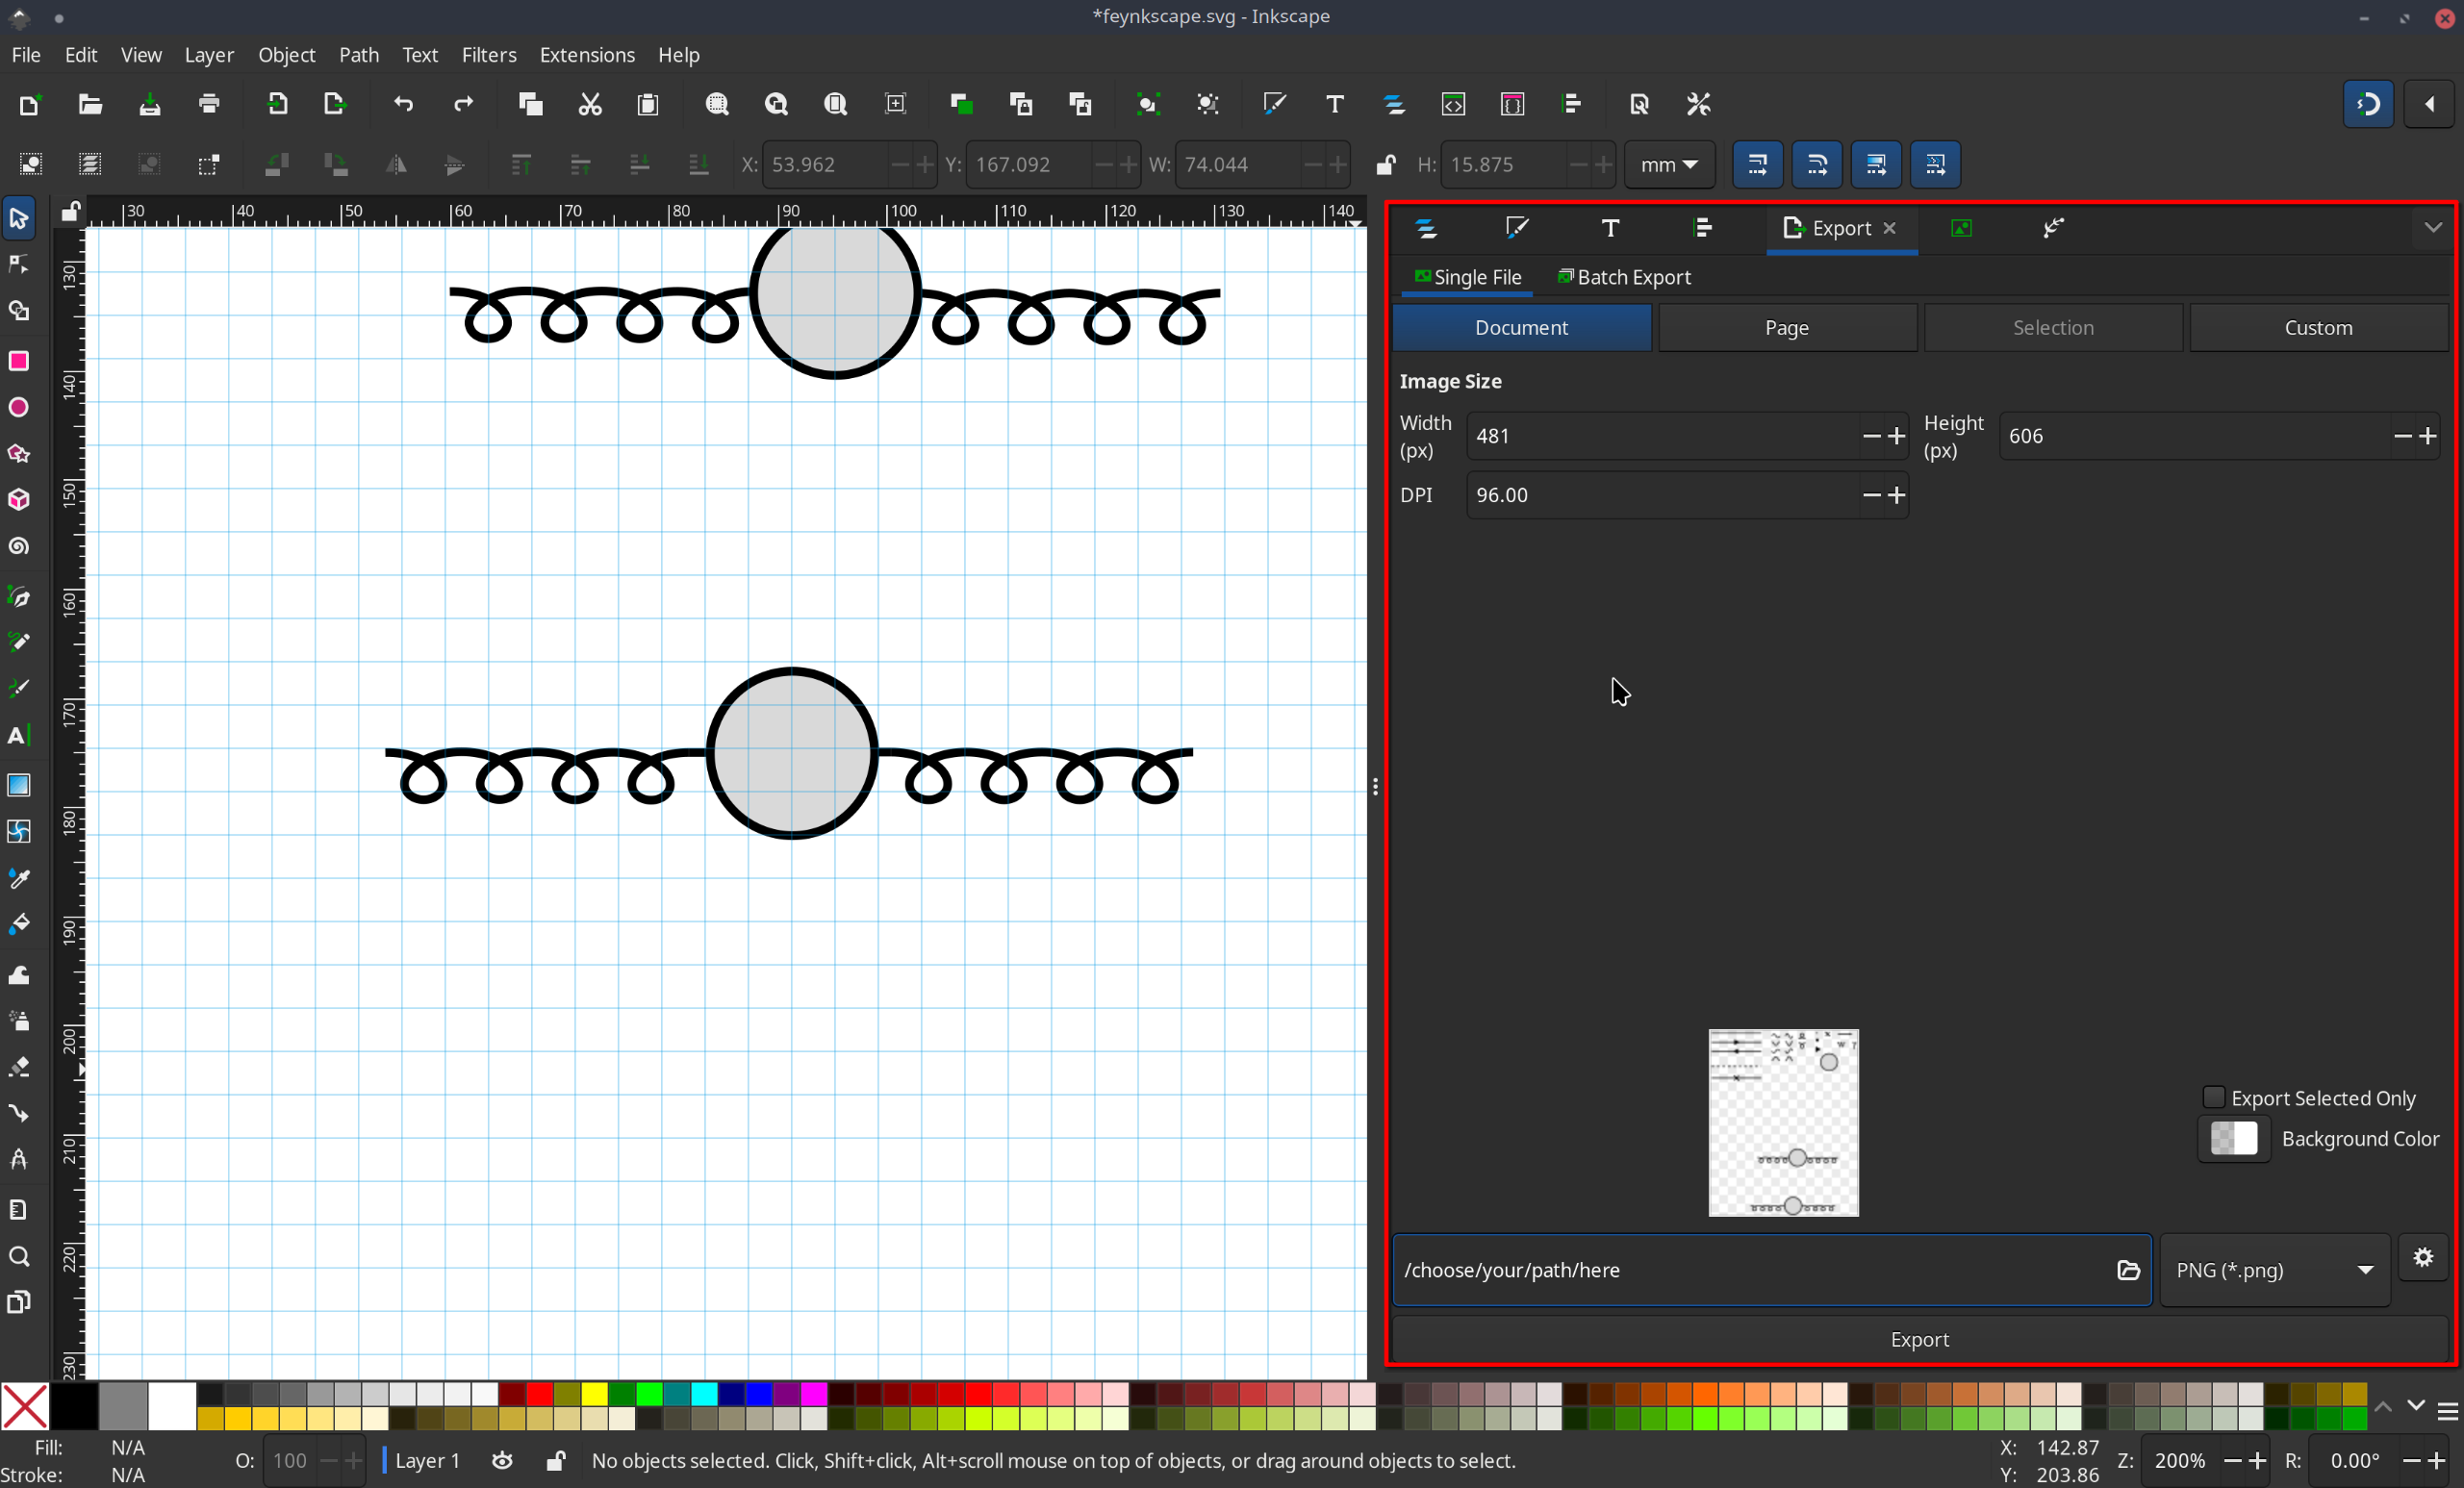 *feynkscape.svg - Inkscape
File Edit View Layer Object Path Text Filters Extensions Help
X: 53.962 Y: 167.092 W: 74.044 H: 15.875 mm
30 40 50 60 70 80 90 100 110 120 130 140
130
140
150
160
170
180
190
200
210
220
230
Export
Single File Batch Export
Document Page Selection Custom
Image Size
Width (px) 481 Height (px) 606
DPI 96.00
Export Selected Only
Background Color
/choose/your/path/here PNG (*.png)
Export
Fill: N/A
Stroke: N/A
O: 100 Layer 1 No objects selected. Click, Shift+click, Alt+scroll mouse on top of objects, or drag around objects to select.
X: 142.87
Y: 203.86
Z: 200% R: 0.00°